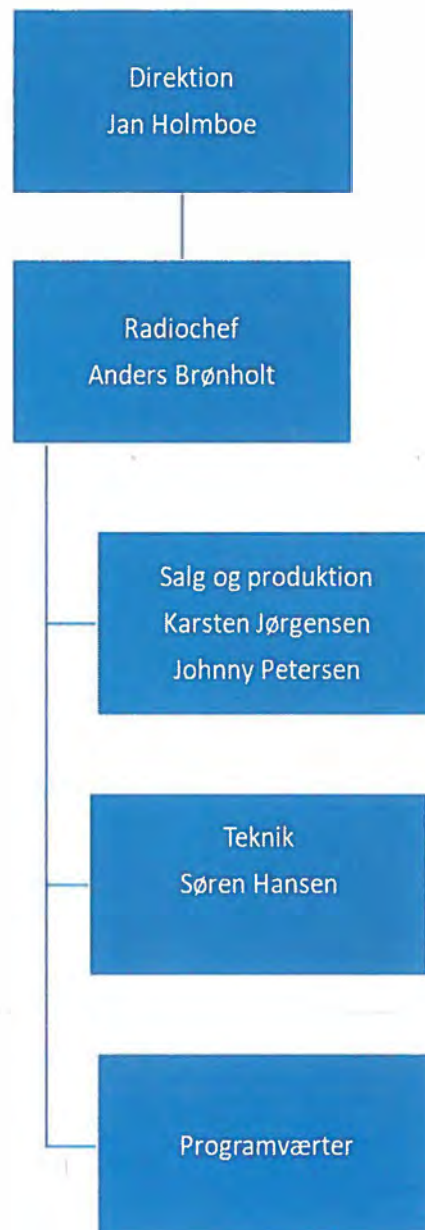 Direktion
Jan Holmboe
Radiochef
Anders Brønholt
Salg og produktion
Karsten Jørgensen
Johnny Petersen
Teknik
Søren Hansen
Programværter